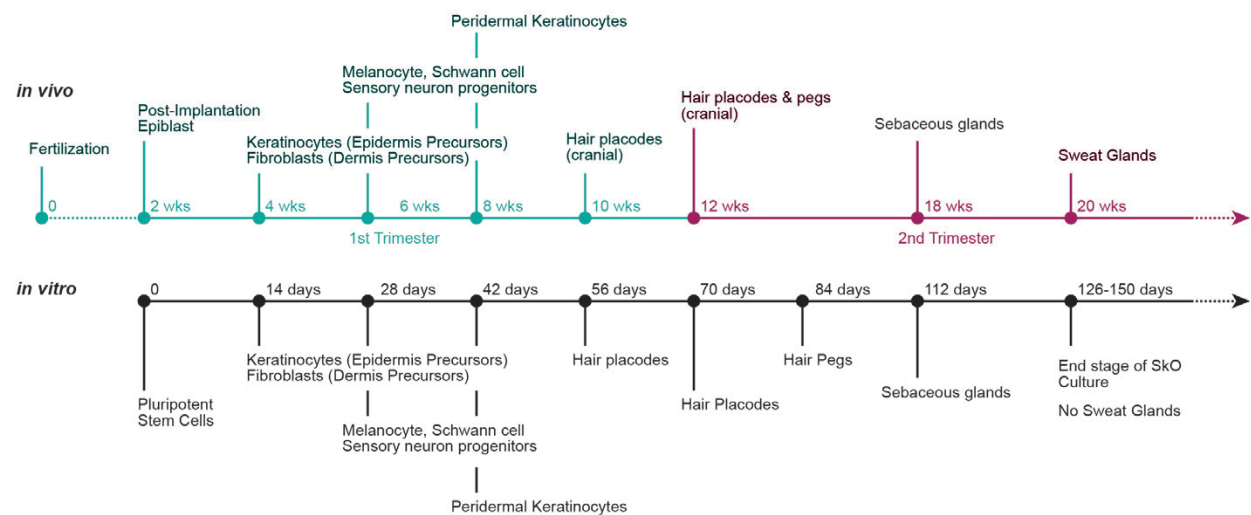 Peridermal Keratinocytes
in vivo
Melanocyte, Schwann cell
Sensory neuron progenitors
Post-Implantation
Epiblast
Hair placodes & pegs
(cranial)
Sebaceous glands
Fertilization
Keratinocytes (Epidermis Precursors)
Fibroblasts (Dermis Precursors)
Hair placodes
(cranial)
Sweat Glands
0
2 wks
4 wks
6 wks
8 wks
10 wks
12 wks
18 wks
20 wks
1st Trimester
2nd Trimester
in vitro
0
14 days
28 days
42 days
56 days
70 days
84 days
112 days
126-150 days
Keratinocytes (Epidermis Precursors)
Fibroblasts (Dermis Precursors)
Hair placodes
Hair Pegs
End stage of SkO
Culture
No Sweat Glands
Pluripotent
Stem Cells
Hair Placodes
Sebaceous glands
Melanocyte, Schwann cell
Sensory neuron progenitors
Peridermal Keratinocytes